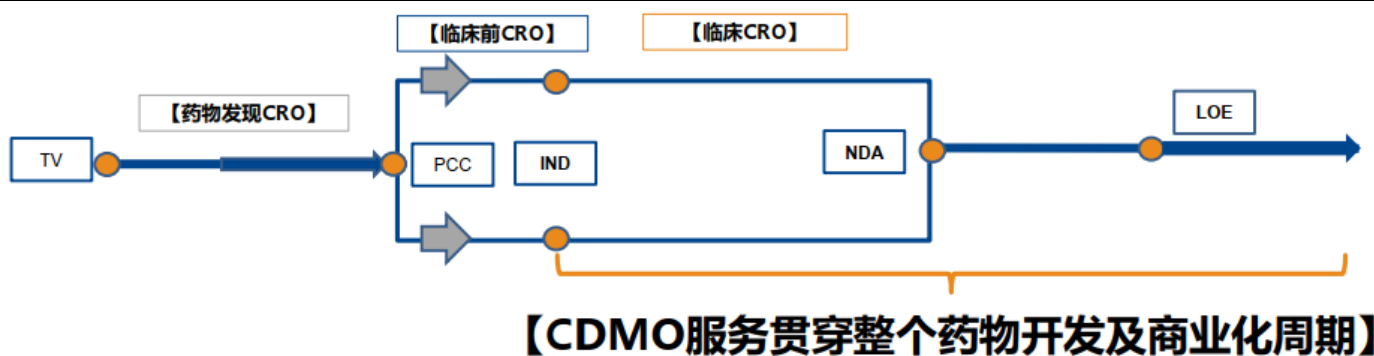 【临床前CRO】
【临床CRO】
【药物发现CRO】
LOE
TV
PCC
IND
NDA
【CDMO服务贯穿整个药物开发及商业化周期】